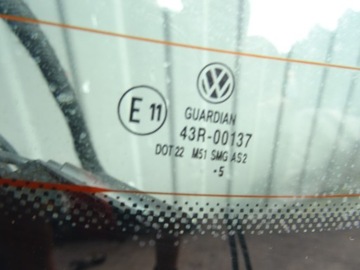 E 11
GUARDIAN
43R-00137
DOT 22 M51 SMG AS2
·5